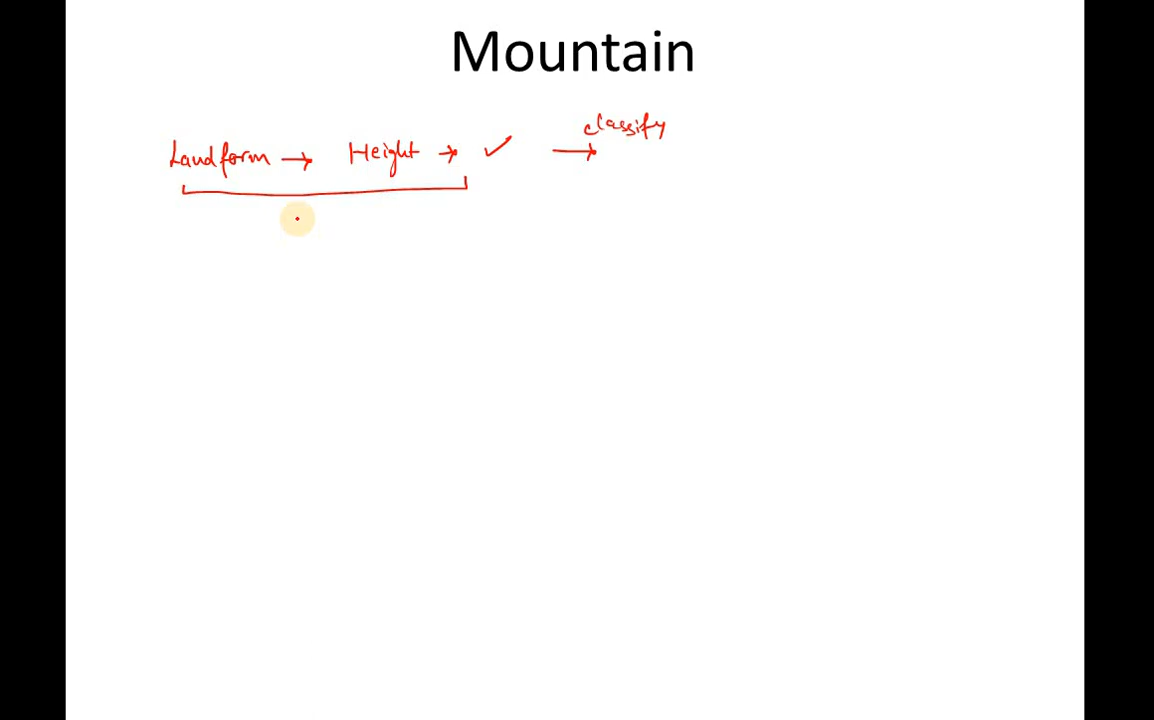 Mountain
classify
Landform → Height → ✓ →